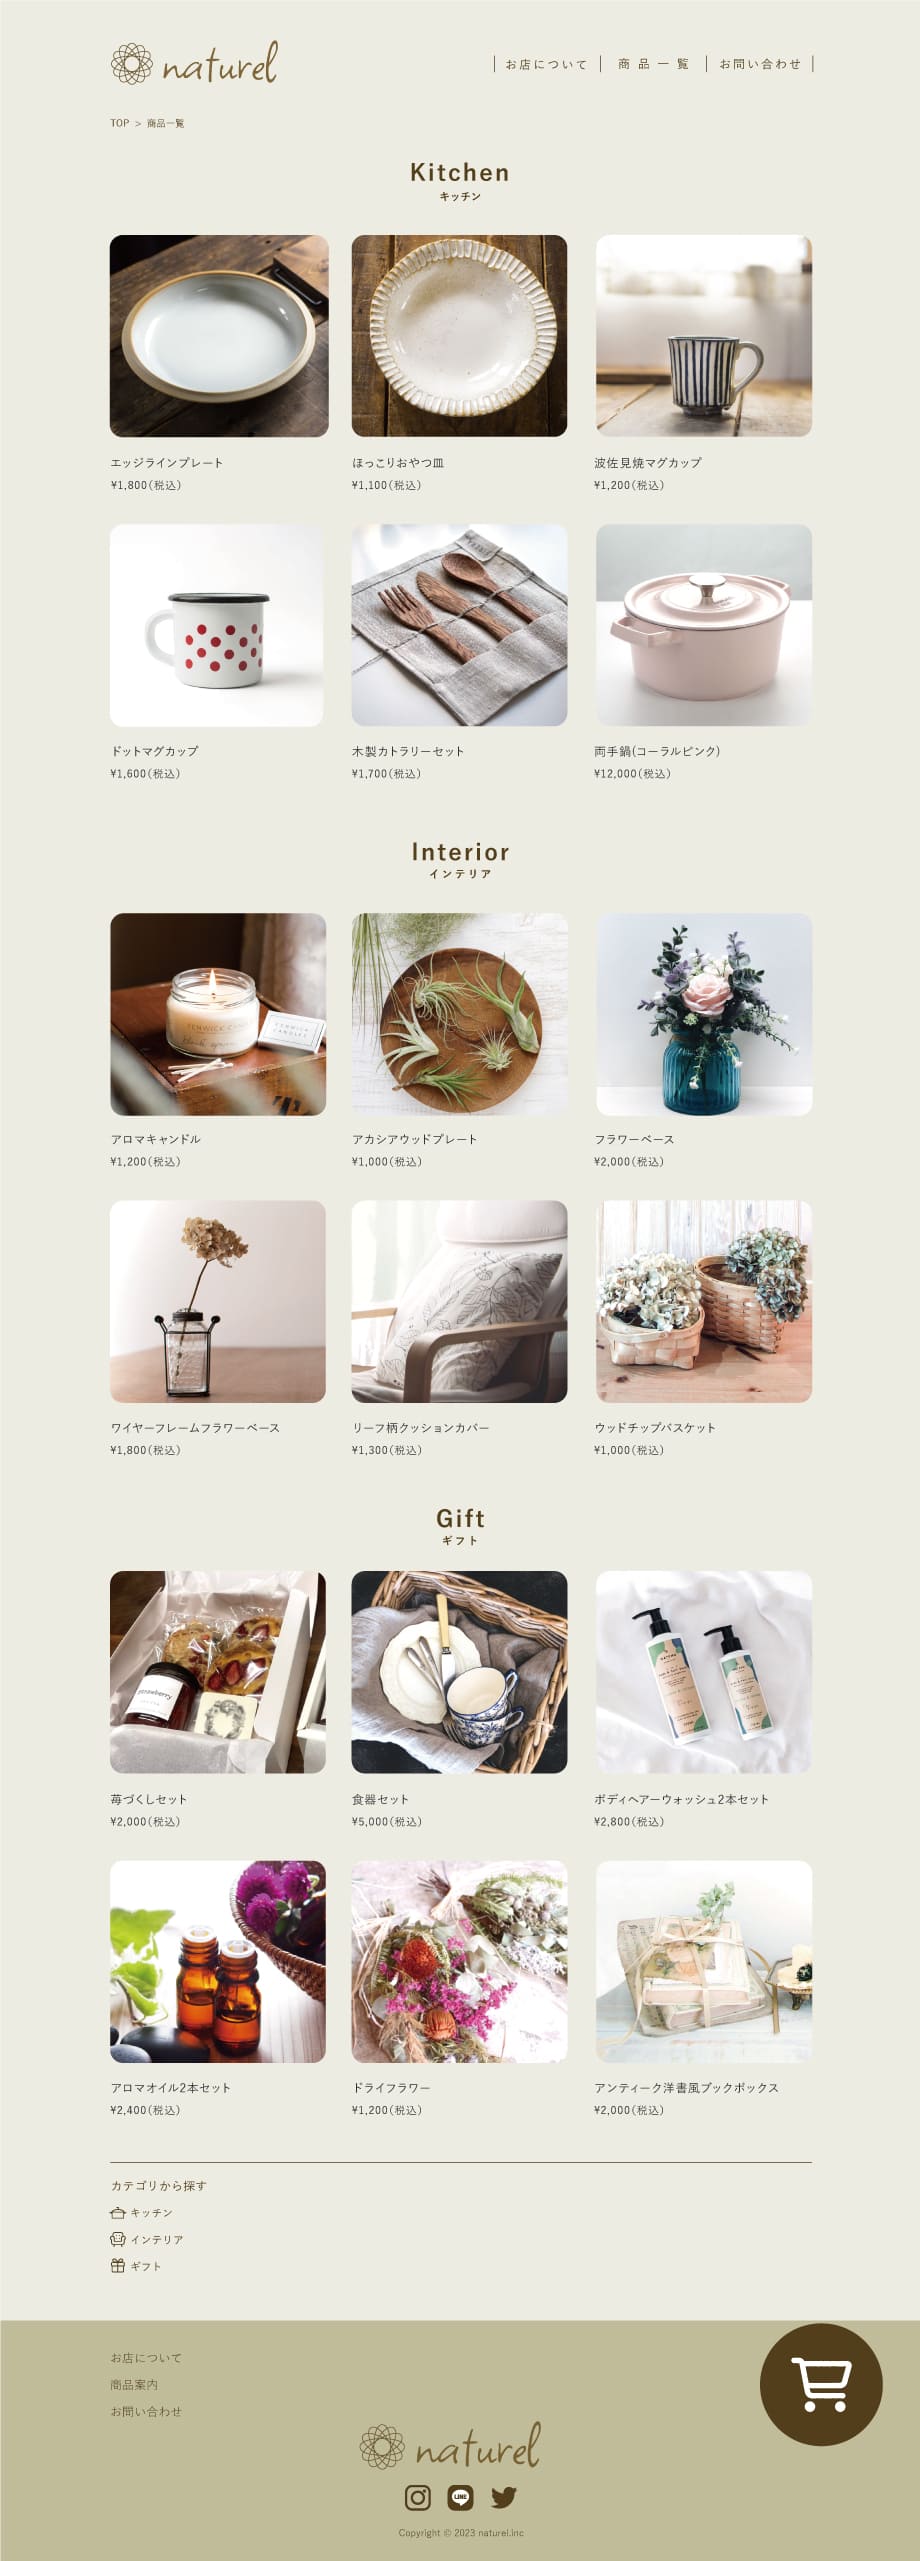 naturel
お店について
商品一覧
お問い合わせ
TOP > 商品一覧
Kitchen
キッチン
エッジラインプレート
¥1,800(税込)
ほっこりおやつ皿
¥1,100(税込)
波佐見焼マグカップ
¥1,200(税込)
ドットマグカップ
¥1,600(税込)
木製カトラリーセット
¥1,700(税込)
両手鍋(コーラルピンク)
¥12,000(税込)
Interior
インテリア
アロマキャンドル
¥1,200(税込)
アカシアウッドプレート
¥1,000(税込)
フラワーベース
¥2,000(税込)
ワイヤーフレームフラワーベース
¥1,800(税込)
リーフ柄クッションカバー
¥1,300(税込)
ウッドチップバスケット
¥1,000(税込)
Gift
ギフト
strawberry
苺づくしセット
¥2,000(税込)
食器セット
¥5,000(税込)
ボディヘアーウォッシュ2本セット
¥2,800(税込)
アロマオイル2本セット
¥2,400(税込)
ドライフラワー
¥1,200(税込)
アンティーク洋書風ブックボックス
¥2,000(税込)
カテゴリから探す
キッチン
インテリア
ギフト
お店について
商品案内
お問い合わせ
naturel
LINE
Copyright © 2023 naturel.inc